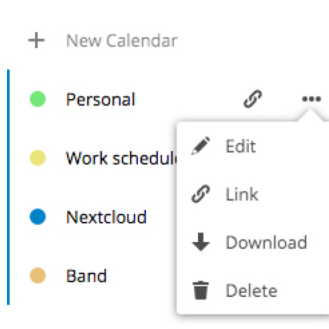 New Calendar
Personal
Edit
Work schedul
Link
Nextcloud
Download
Band
Delete